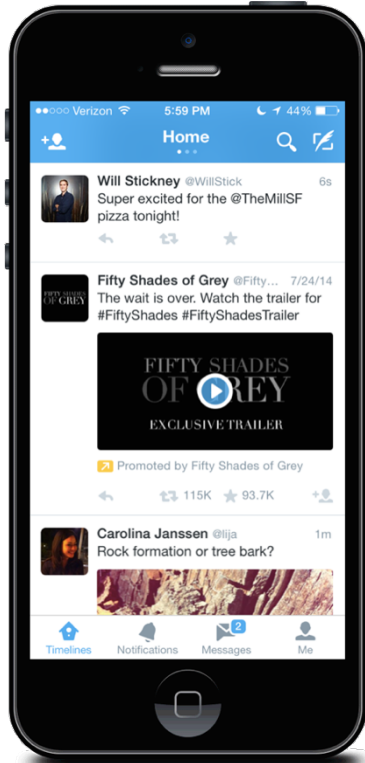 Verizon 5:59 PM 44%
Home
Will Stickney @WillStick 6s
Super excited for the @TheMillSF
pizza tonight!
FIFTY SHADES
OF GREY
Fifty Shades of Grey @Fifty... 7/24/14
The wait is over. Watch the trailer for
#FiftyShades #FiftyShadesTrailer
FIFTY SHADES
OF GREY
EXCLUSIVE TRAILER
Promoted by Fifty Shades of Grey
115K 93.7K
Carolina Janssen @lija 1m
Rock formation or tree bark?
2
Timelines Notifications Messages Me